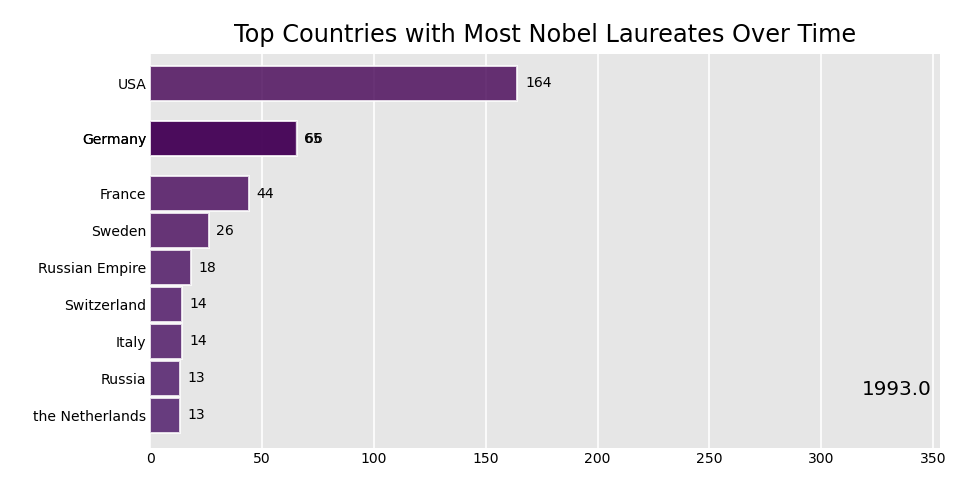 Top Countries with Most Nobel Laureates Over Time
USA 164
Germany
France 44
Sweden 26
Russian Empire 18
Switzerland 14
Italy 14
Russia 13
1993.0
the Netherlands 13
0 50 100 150 200 250 300 350